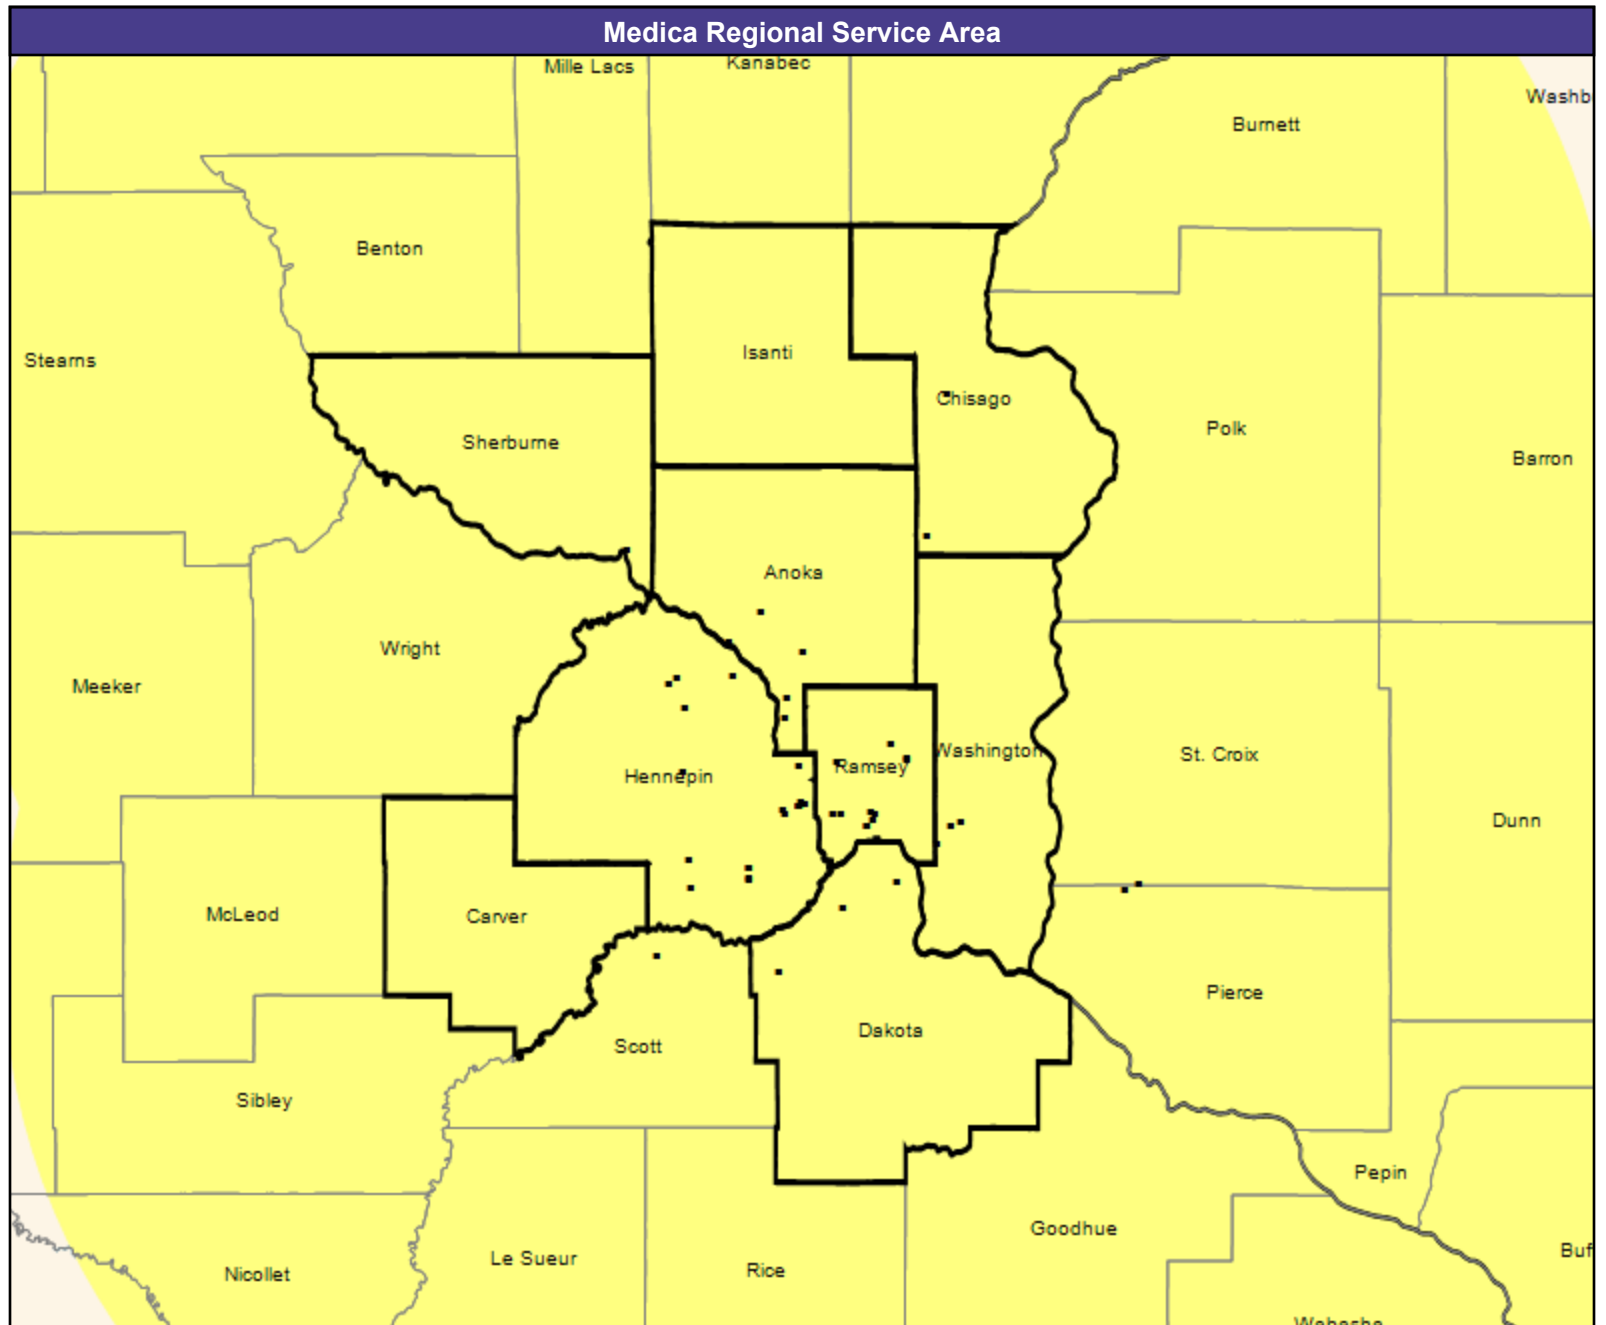 Medica Regional Service Area
Mille Lacs
Kanabec
Washb
Burnett
Benton
Isanti
Stearns
Chisago
Sherburne
Polk
Barron
Anoka
Wright
Meeker
Washington
St. Croix
Ramsey
Hennepin
Dunn
McLeod
Carver
Pierce
Dakota
Scott
Sibley
Pepin
Goodhue
Buf
Le Sueur
Rice
Nicollet